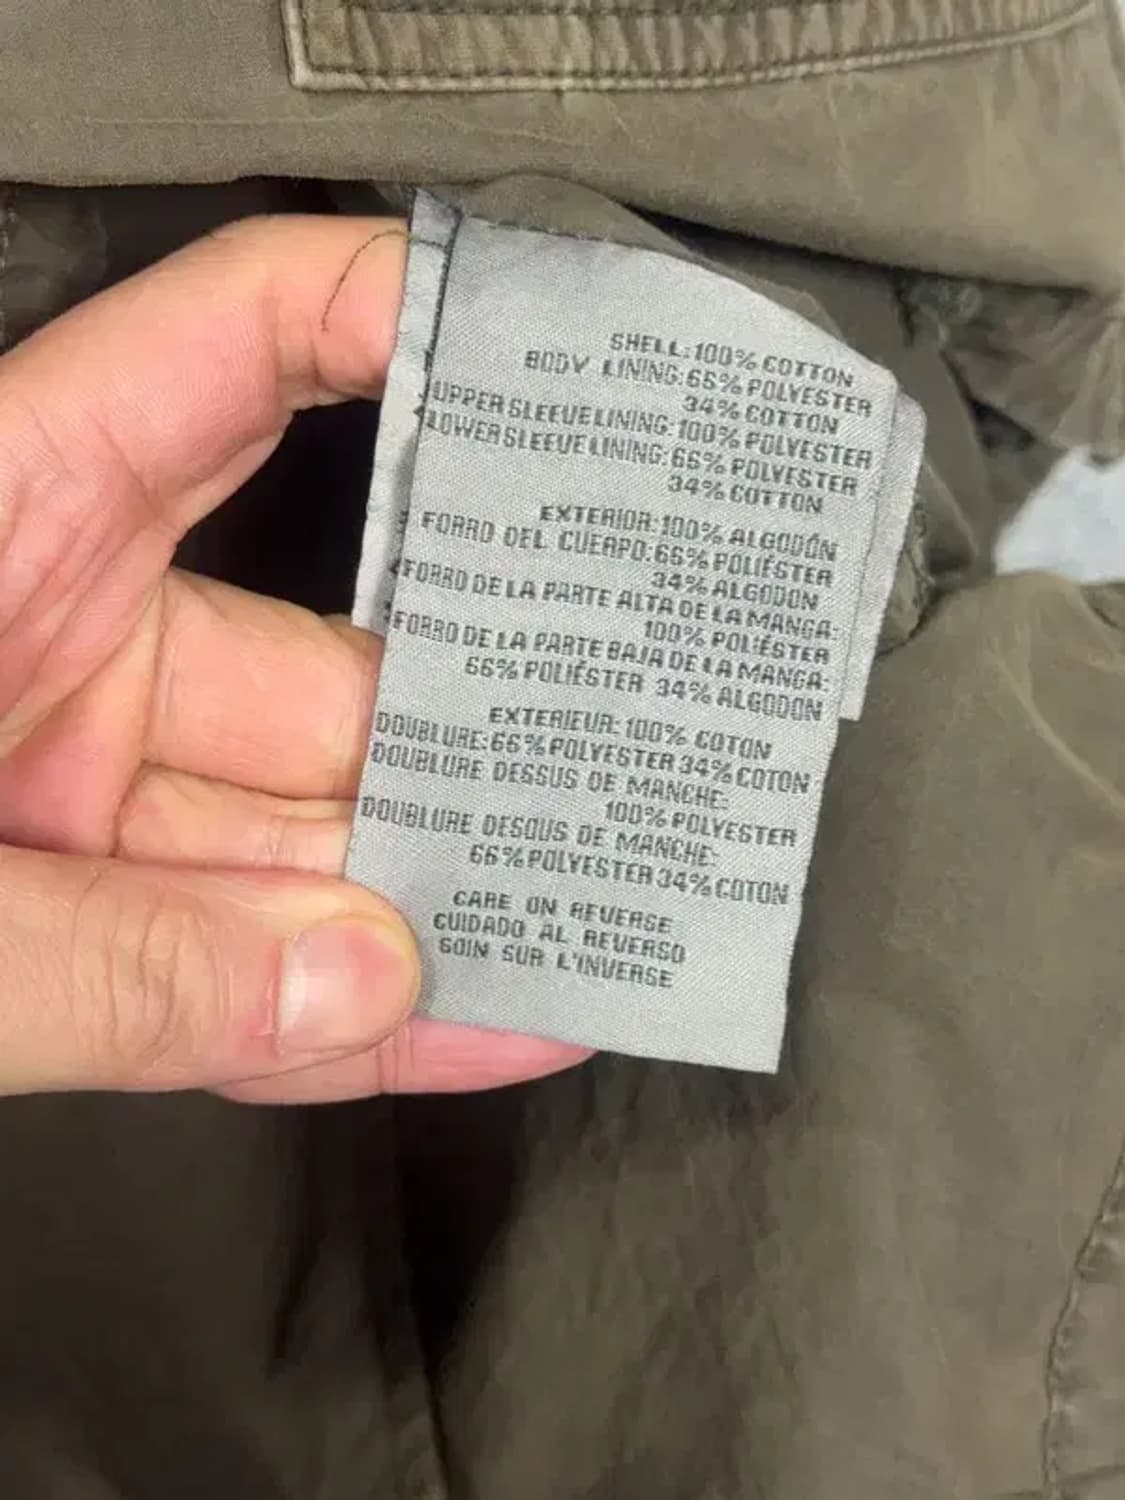 SHELL:100% COTTON
BODY LINING:66% POLYESTER
34% COTTON
UPPER SLEEVE LINING:100% POLYESTER
LOWER SLEEVE LINING:66% POLYESTER
34% COTTON
EXTERIOR:100% ALGODÓN
FORRO DEL CUERPO:66% POLIÉSTER
34% ALGODON
FORRO DE LA PARTE ALTA DE LA MANGA:
100% POLIÉSTER
FORRO DE LA PARTE BAJA DE LA MANGA:
66% POLIÉSTER 34% ALGODON
EXTERIEUR:100% COTON
DOUBLURE:66% POLYESTER 34% COTON
DOUBLURE DESSUS DE MANCHE:
100% POLYESTER
DOUBLURE DESOUS DE MANCHE:
66% POLYESTER 34% COTON
CARE ON REVERSE
CUIDADO AL REVERSO
SOIN SUR L'INVERSE